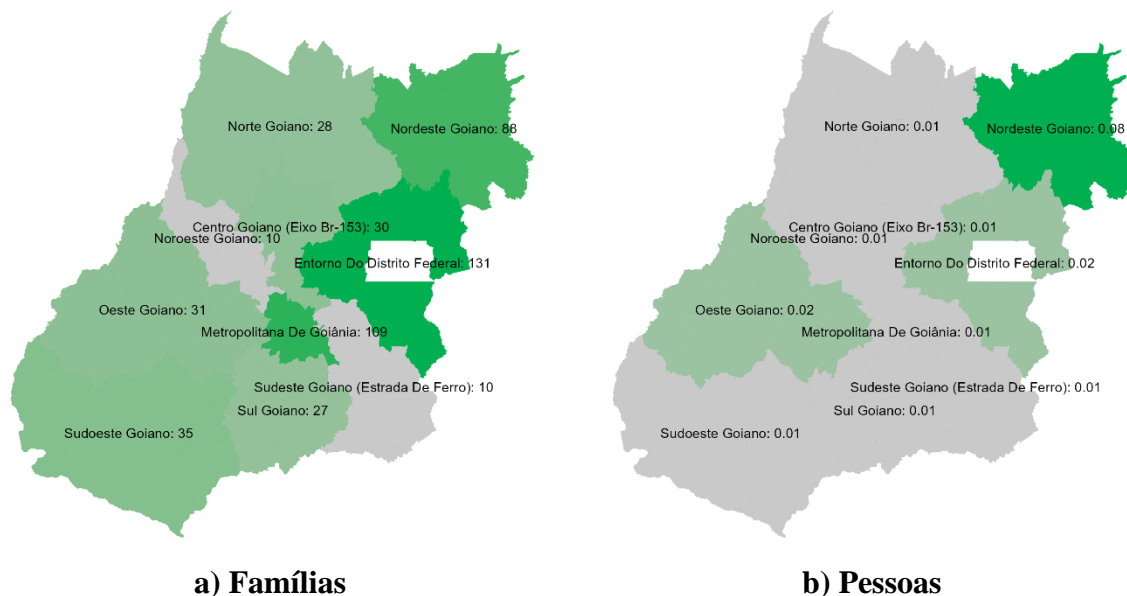 Norte Goiano: 28
Nordeste Goiano: 88
Centro Goiano (Eixo Br-153): 30
Noroeste Goiano: 10
Entorno Do Distrito Federal: 131
Oeste Goiano: 31
Metropolitana De Goiânia: 109
Sudeste Goiano (Estrada De Ferro): 10
Sul Goiano: 27
Sudoeste Goiano: 35
a) Famílias
Norte Goiano: 0.01
Nordeste Goiano: 0.08
Centro Goiano (Eixo Br-153): 0.01
Noroeste Goiano: 0.01
Entorno Do Distrito Federal: 0.02
Oeste Goiano: 0.02
Metropolitana De Goiânia: 0.01
Sudeste Goiano (Estrada De Ferro): 0.01
Sul Goiano: 0.01
Sudoeste Goiano: 0.01
b) Pessoas